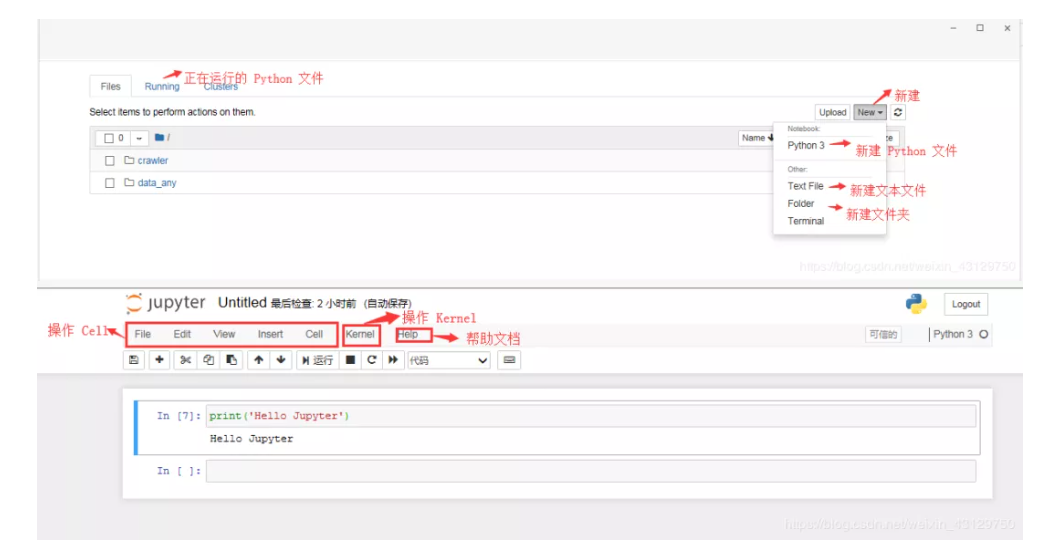 正在运行的 Python 文件
Files Running Clusters
新建
Select items to perform actions on them.
Upload New
0 /
Name
Notebook:
Python 3
新建 Python 文件
crawler
Other:
data_any
Text File
新建文本文件
Folder
新建文件夹
Terminal
https://blog.csdn.net/weixin_43129750
jupyter Untitled 最后检查: 2 小时前 (自动保存)
Logout
操作 Kernel
操作 Cell
File Edit View Insert Cell Kernel Help
帮助文档
可信的 Python 3
运行 代码
In [7]: print('Hello Jupyter')
Hello Jupyter
In [ ]:
https://blog.csdn.net/weixin_43129750